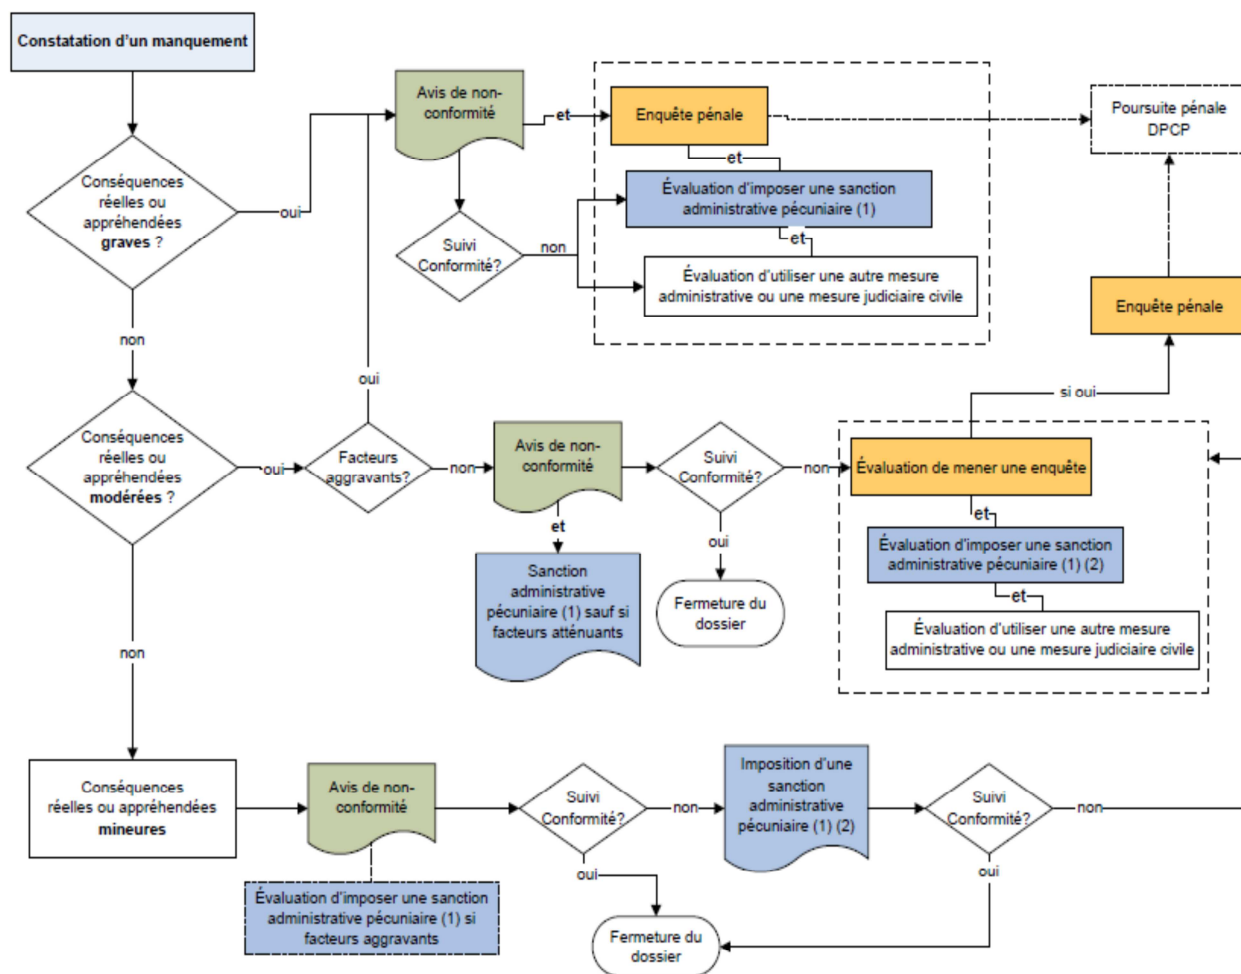 Constatation d'un manquement
Conséquences
réelles ou
appréhendées
graves ?
oui
Avis de non-
conformité
et
Enquête pénale
et
Évaluation d'imposer une sanction
administrative pécuniaire (1)
et
Évaluation d'utiliser une autre mesure
administrative ou une mesure judiciaire civile
Suivi
Conformité?
non
Poursuite pénale
DPCP
Enquête pénale
si oui
non
oui
Conséquences
réelles ou
appréhendées
modérées ?
oui
Facteurs
aggravants?
non
Avis de non-
conformité
et
Sanction
administrative
pécuniaire (1) sauf si
facteurs atténuants
Suivi
Conformité?
non
oui
Fermeture du
dossier
Évaluation de mener une enquête
et
Évaluation d'imposer une sanction
administrative pécuniaire (1) (2)
et
Évaluation d'utiliser une autre mesure
administrative ou une mesure judiciaire civile
non
Conséquences
réelles ou appréhendées
mineures
Avis de non-
conformité
Évaluation d'imposer une sanction
administrative pécuniaire (1) si
facteurs aggravants
Suivi
Conformité?
non
oui
Imposition d'une
sanction
administrative
pécuniaire (1) (2)
Suivi
Conformité?
non
oui
Fermeture du
dossier